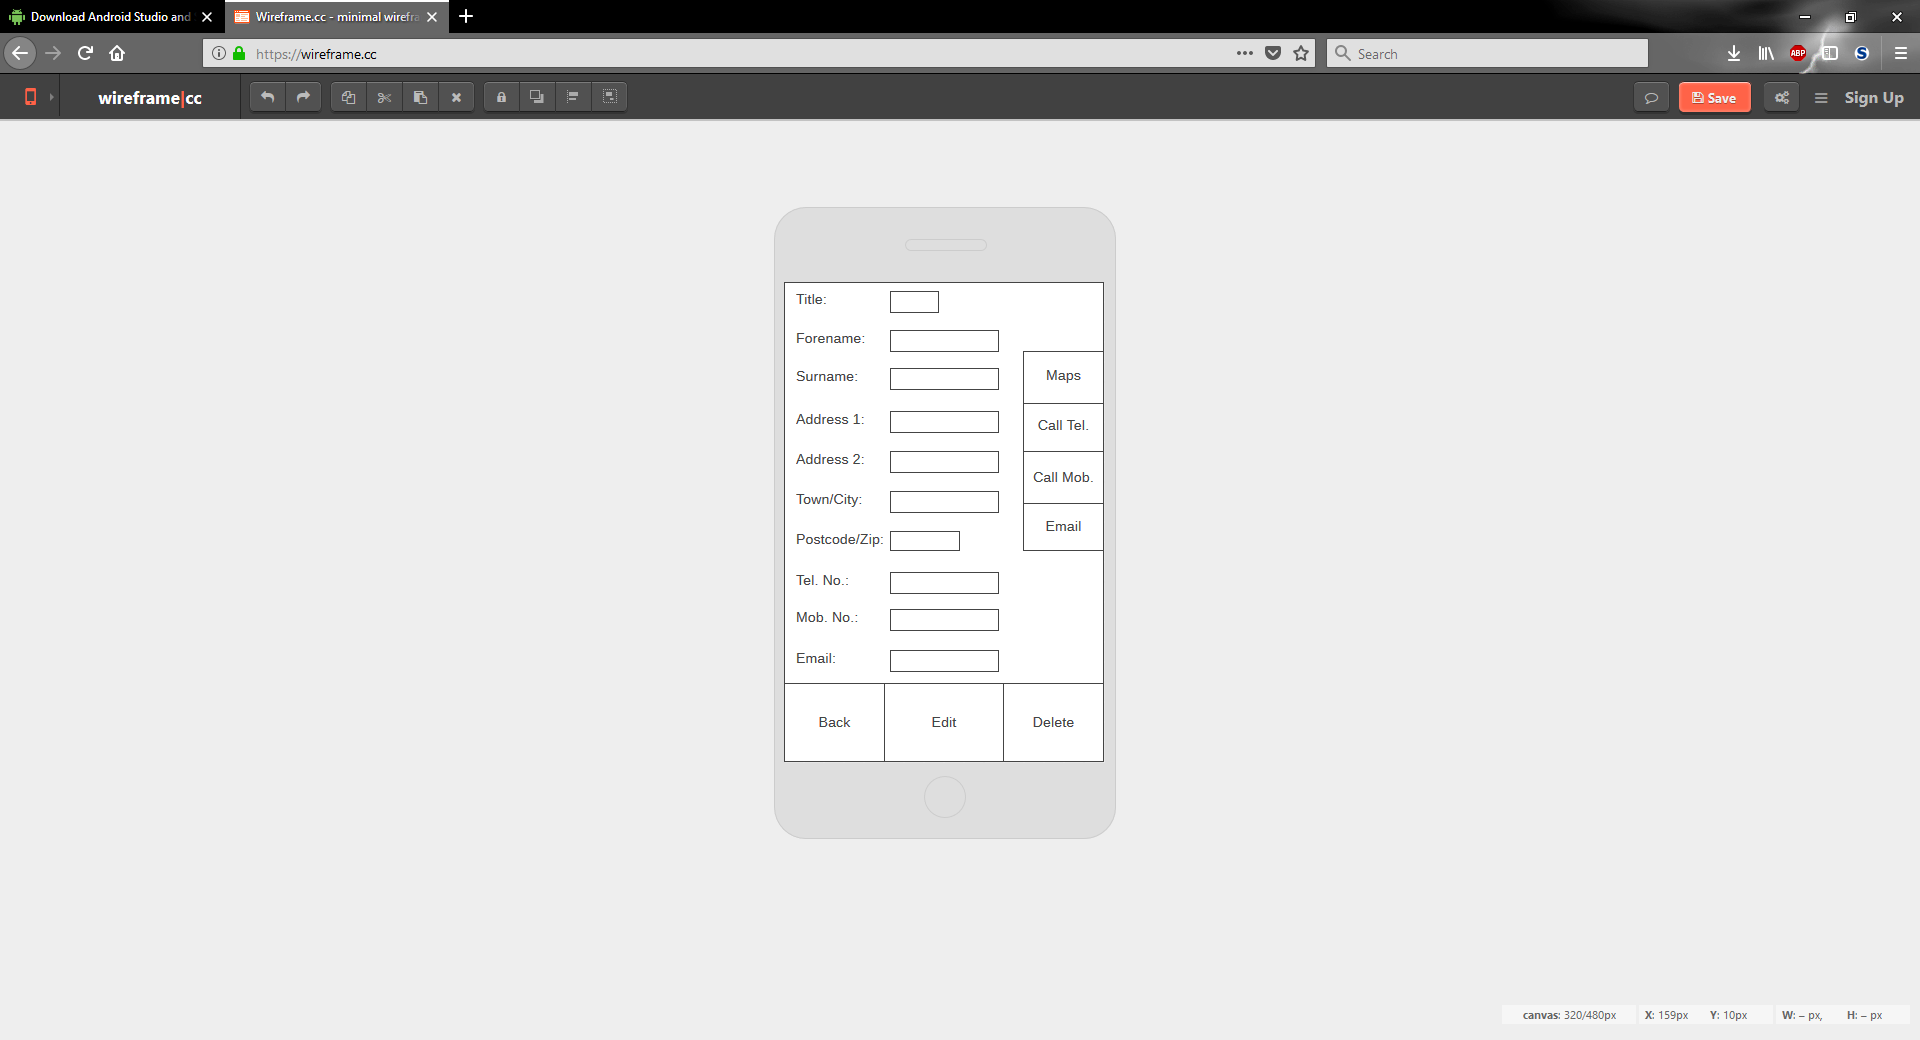 Download Android Studio and
Wireframe.cc - minimal wirefra
https://wireframe.cc
Search
ABP
S
wireframe|cc
Save
Sign Up
Title:
Forename:
Surname:
Maps
Address 1:
Call Tel.
Address 2:
Call Mob.
Town/City:
Email
Postcode/Zip:
Tel. No.:
Mob. No.:
Email:
Back
Edit
Delete
canvas: 320/480px
X: 159px
Y: 10px
W: – px,
H: – px